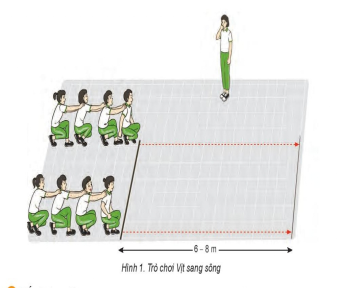 6 – 8 m
Hình 1. Trò chơi Vịt sang sông